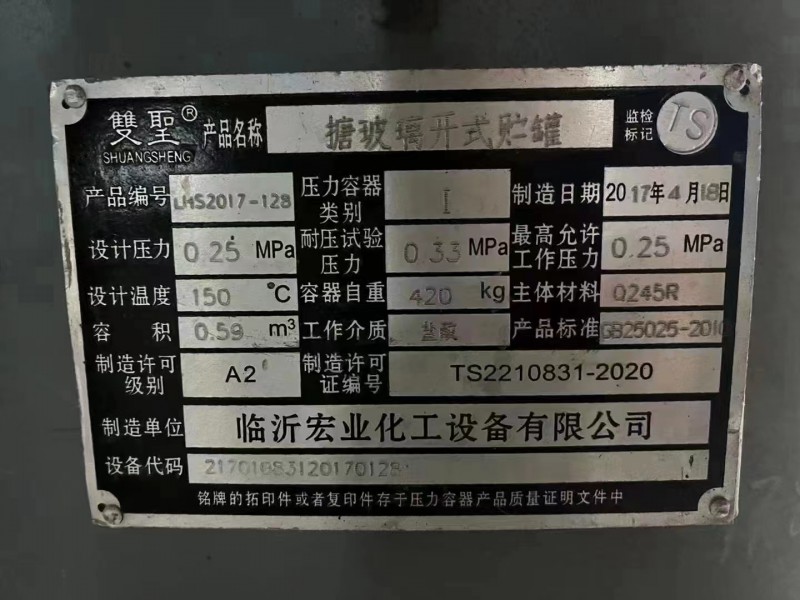 雙聖® 产品名称 搪玻璃开式贮罐 监检标记 TS
SHUANGSHENG
产品编号 LHS2017-128 压力容器类别 I 制造日期 2017年4月18日
设计压力 0.25 MPa 耐压试验压力 0.33 MPa 最高允许工作压力 0.25 MPa
设计温度 150 ℃ 容器自重 420 kg 主体材料 Q245R
容积 0.59 m³ 工作介质 盐酸 产品标准 GB25025-2010
制造许可级别 A2 制造许可证编号 TS2210831-2020
制造单位 临沂宏业化工设备有限公司
设备代码 21701083120170128
铭牌的拓印件或者复印件存于压力容器产品质量证明文件中